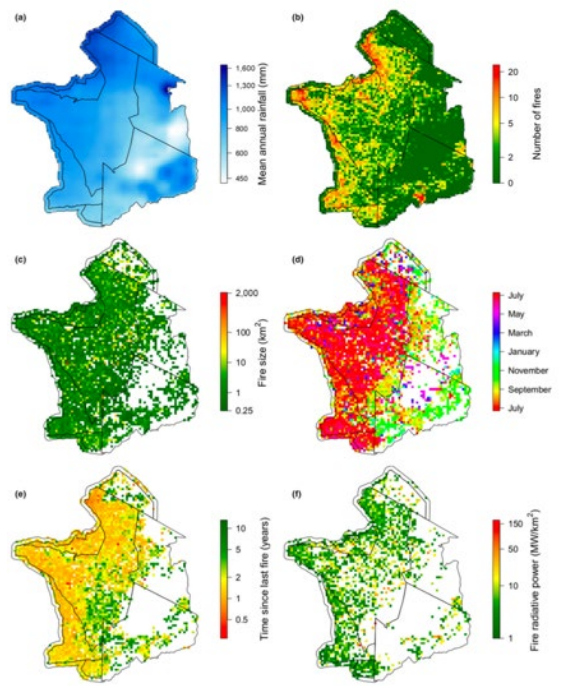 (a)
1,600
1,300
1,000
800
600
450
Mean annual rainfall (mm)
(b)
20
10
5
2
0
Number of fires
(c)
2,000
100
10
1
0.25
Fire size (km²)
(d)
July
May
March
January
November
September
July
(e)
10
5
2
1
0.5
Time since last fire (years)
(f)
150
50
10
1
Fire radiative power (MW/km²)